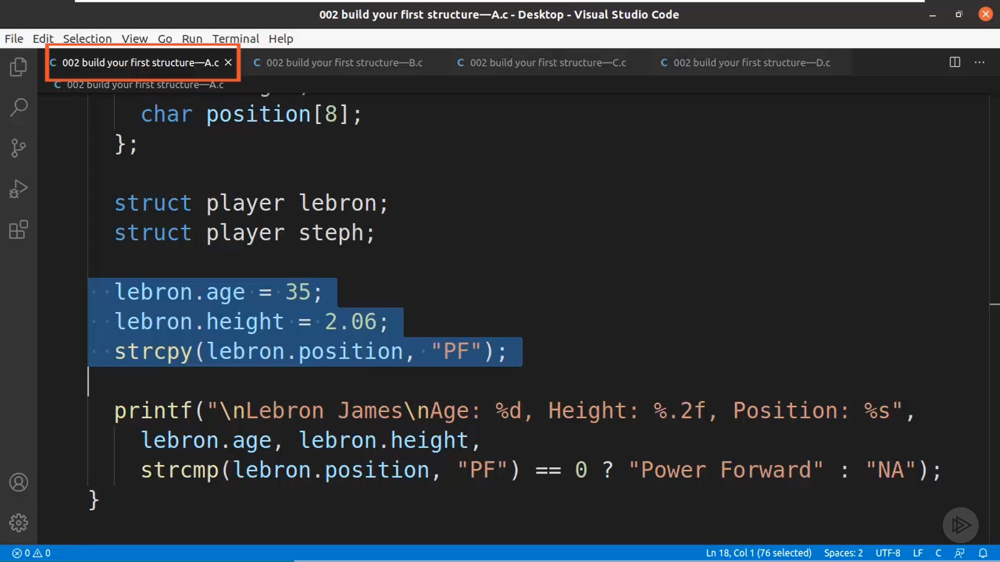 002 build your first structure—A.c - Desktop - Visual Studio Code
File Edit Selection View Go Run Terminal Help
C 002 build your first structure—A.c × C 002 build your first structure—B.c C 002 build your first structure—C.c C 002 build your first structure—D.c
C 002 build your first structure—A.c
char position[8];
};
struct player lebron;
struct player steph;
lebron.age = 35;
lebron.height = 2.06;
strcpy(lebron.position, "PF");
printf("\nLebron James\nAge: %d, Height: %.2f, Position: %s",
lebron.age, lebron.height,
strcmp(lebron.position, "PF") == 0 ? "Power Forward" : "NA");
}
0 0 Ln 18, Col 1 (76 selected) Spaces: 2 UTF-8 LF C